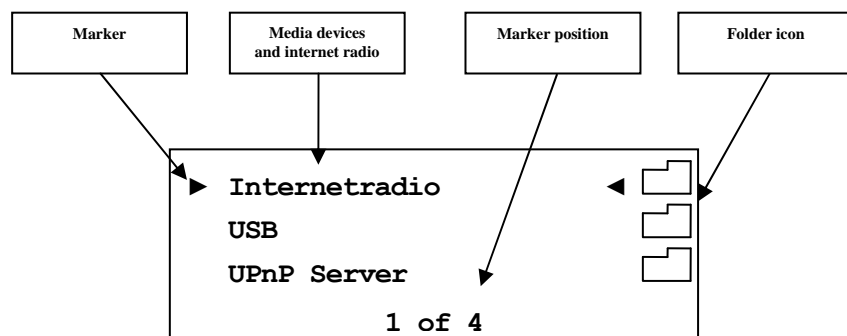 Marker
Media devices
and internet radio
Marker position
Folder icon
Internetradio
USB
UPnP Server
1 of 4